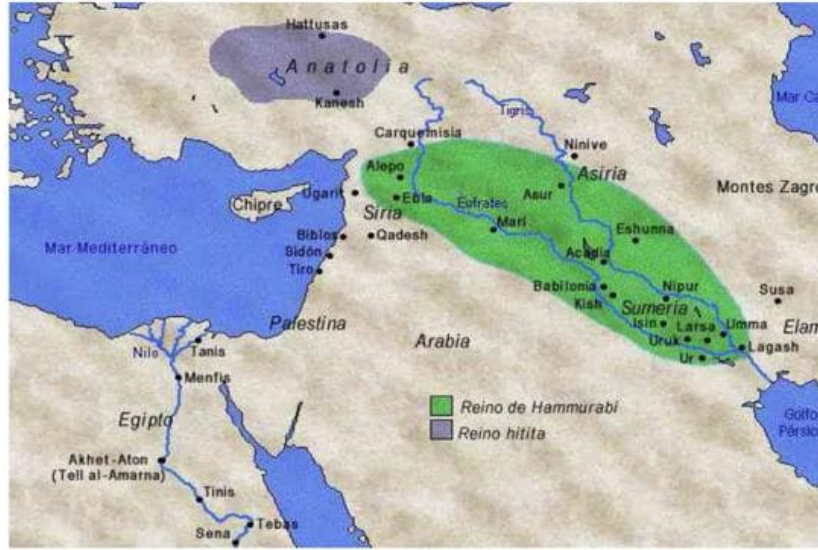 Hattusas
Anatolia
Kanesh
Mar Ca
Tigris
Carquemisia
Ninive
Alepo
Asiria
Montes Zagro
Asur
Ugarit
Ebla
Chipre
Siria
Eufrates
Mari
Eshunna
Biblos
Qadesh
Mar Mediterráneo
Sidón
Acadia
Tiro
Babilonia
Nipur
Susa
Kish
Sumeria
Palestina
Isin
Larsa
Umma
Elam
Arabia
Uruk
Lagash
Nilo
Tanis
Ur
Menfis
Reino de Hammurabi
Golfo
Pérsico
Egipto
Reino hitita
Akhet-Aton
(Tell al-Amarna)
Tinis
Tebas
Sena